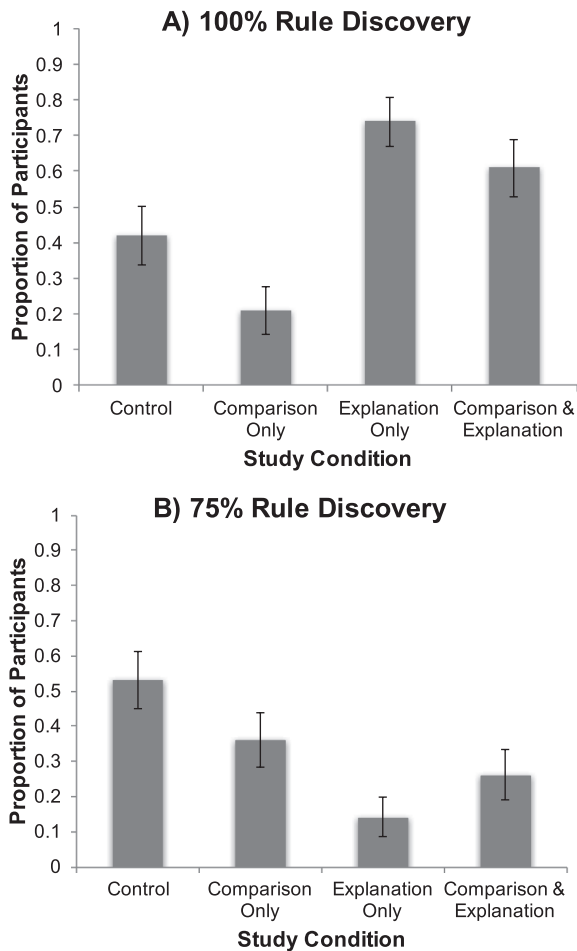 A) 100% Rule Discovery
Proportion of Participants
1
0.9
0.8
0.7
0.6
0.5
0.4
0.3
0.2
0.1
0
Control
Comparison
Only
Explanation
Only
Comparison &
Explanation
Study Condition
B) 75% Rule Discovery
Proportion of Participants
1
0.9
0.8
0.7
0.6
0.5
0.4
0.3
0.2
0.1
0
Control
Comparison
Only
Explanation
Only
Comparison &
Explanation
Study Condition